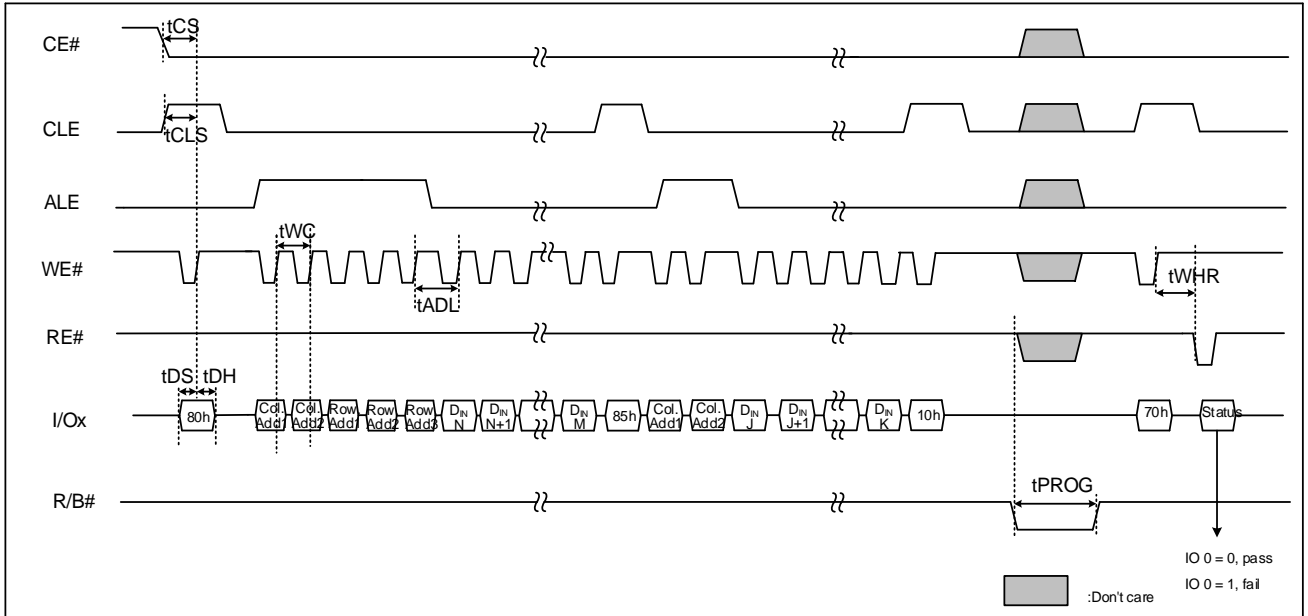 CE#
tCS
CLE
tCLS
ALE
WE#
tWC
tADL
tWHR
RE#
tDS
tDH
I/Ox
80h
Col.
Add1
Col.
Add2
Row
Add1
Row
Add2
Row
Add3
DIN
N
DIN
N+1
DIN
M
85h
Col.
Add1
Col.
Add2
DIN
J
DIN
J+1
DIN
K
10h
70h
Status
R/B#
tPROG
IO 0 = 0, pass
IO 0 = 1, fail
:Don't care